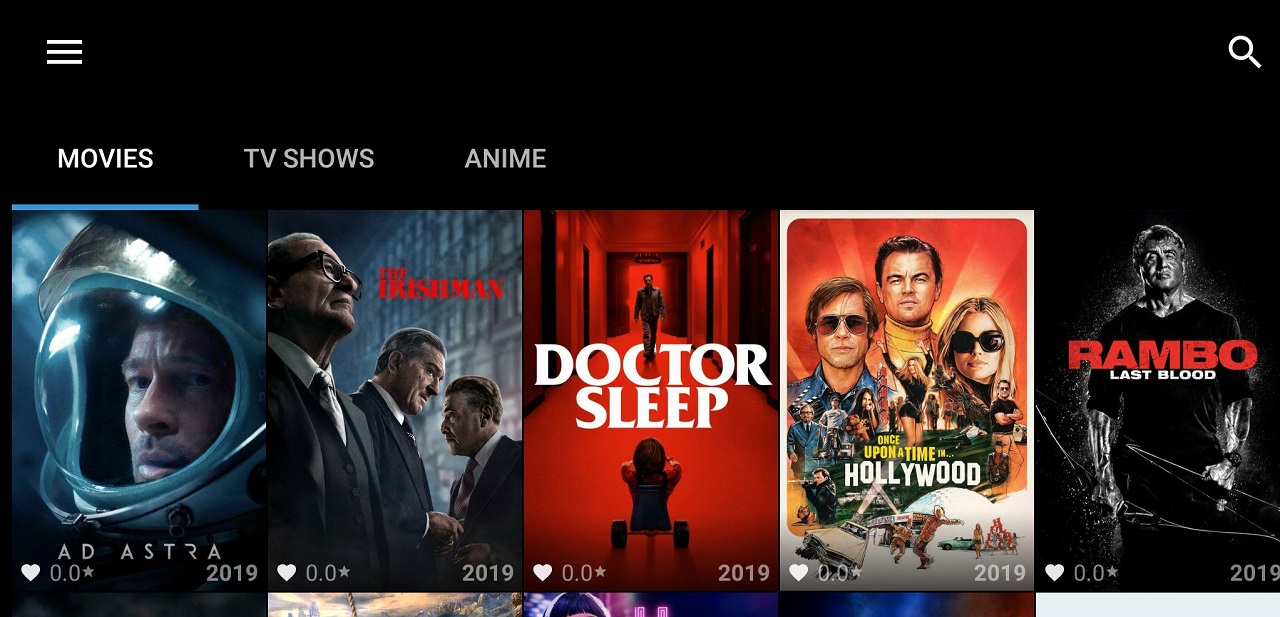 MOVIES
TV SHOWS
ANIME
AD ASTRA
0.0
2019
THE
IRISHMAN
0.0
2019
DOCTOR
SLEEP
0.0
2019
ONCE
UPON A TIME IN...
HOLLYWOOD
0.0
2019
RAMBO
LAST BLOOD
0.0
2019